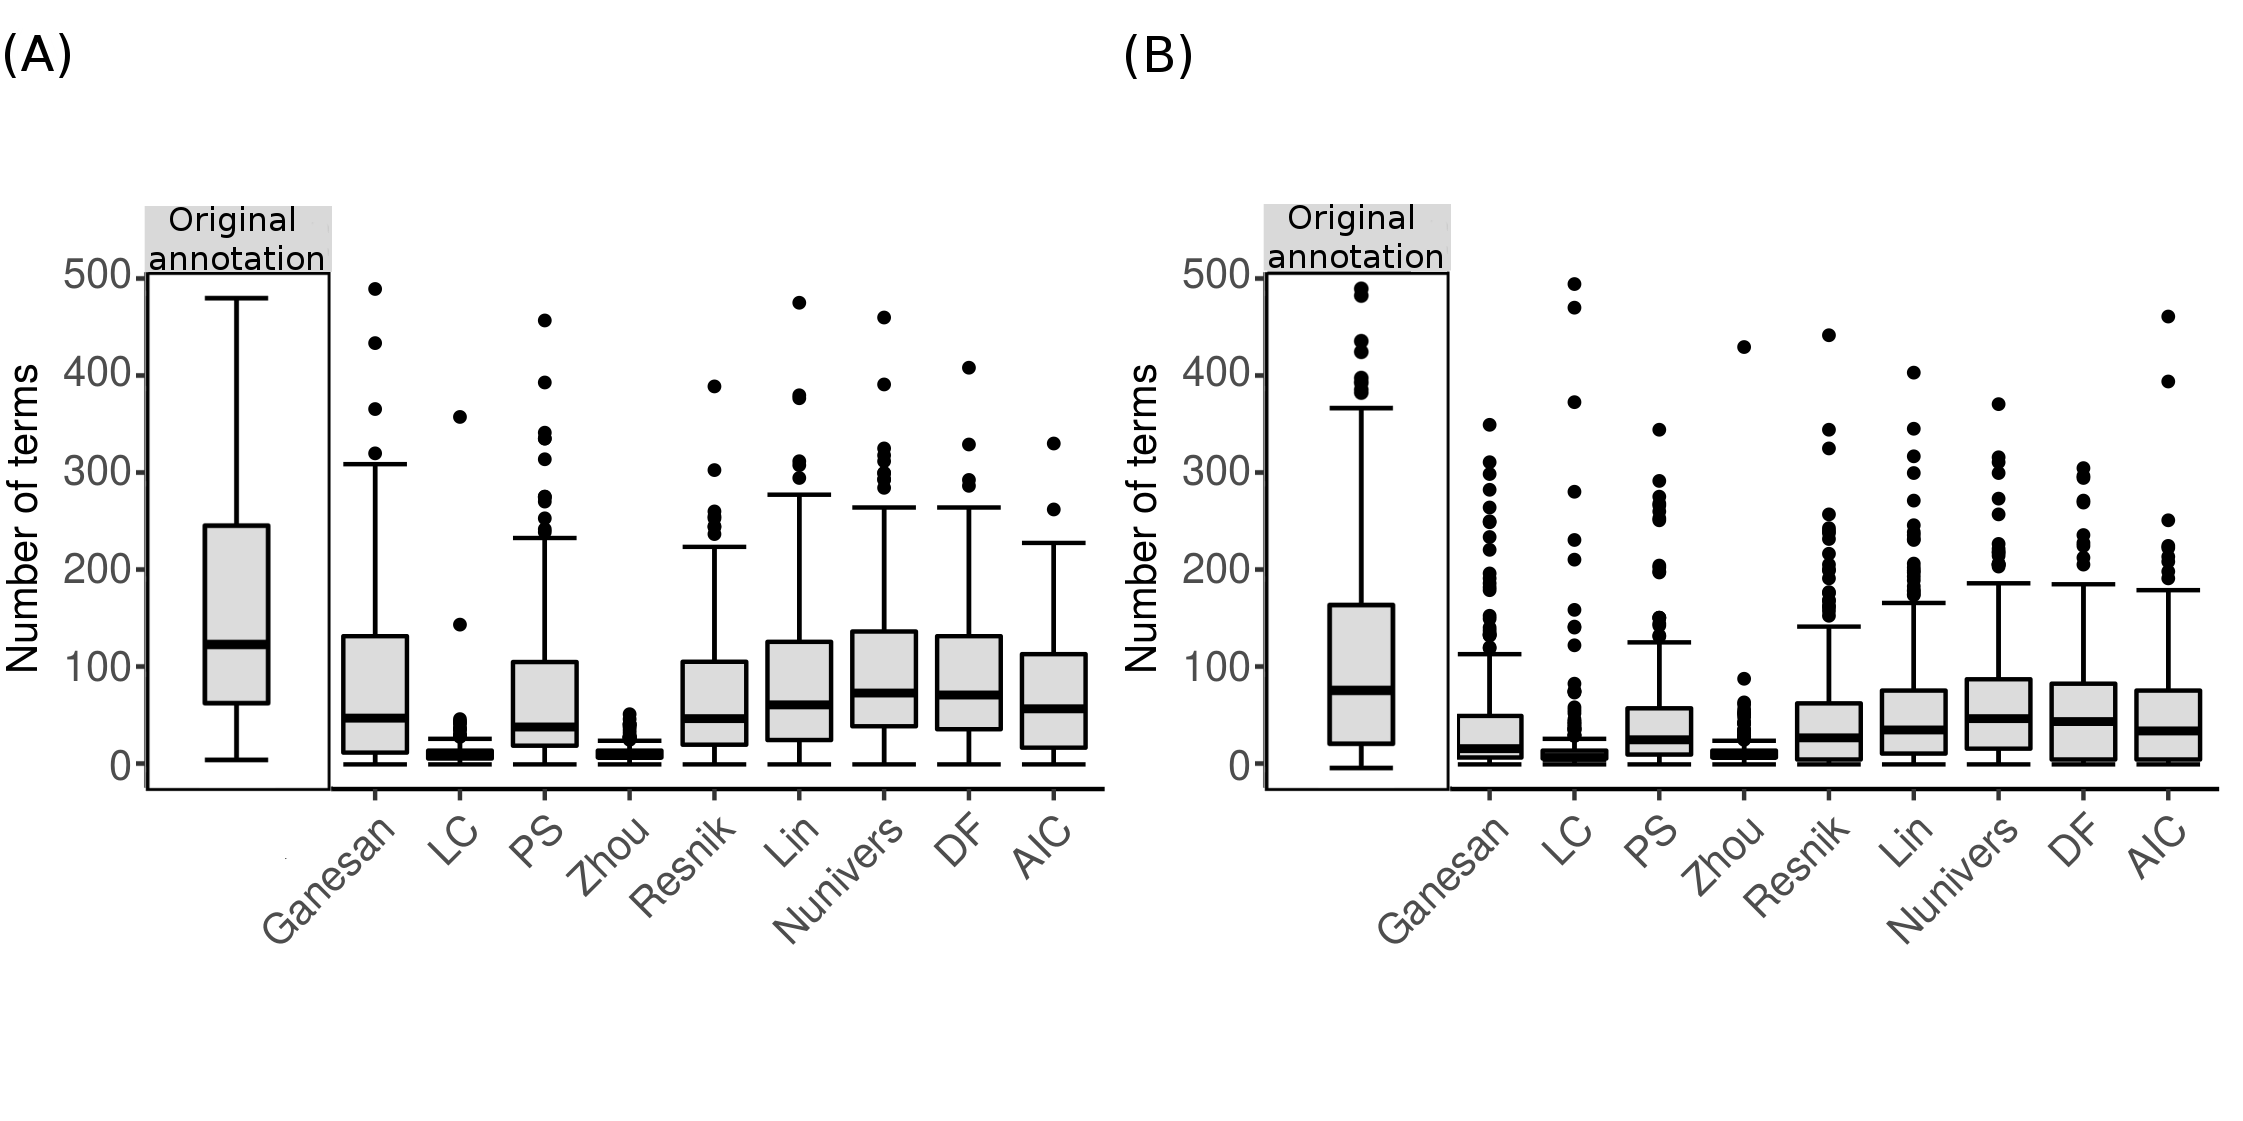 (A)
Original
annotation
500
400
300
200
100
0
Number of terms
Ganesan
LC
PS
Zhou
Resnik
Lin
Nunivers
DF
AIC
(B)
Original
annotation
500
400
300
200
100
0
Number of terms
Ganesan
LC
PS
Zhou
Resnik
Lin
Nunivers
DF
AIC